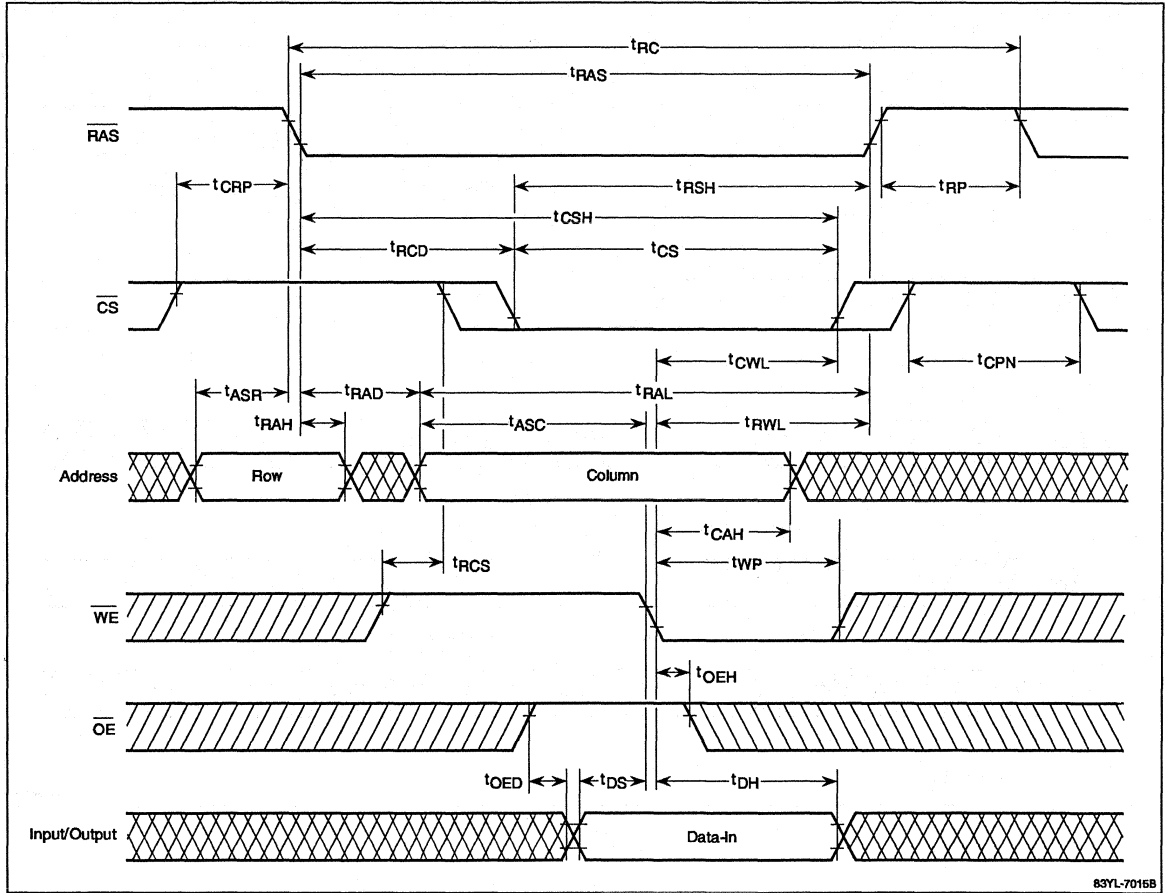 tRC
tRAS
RAS
tCRP
tRSH
tRP
tCSH
tRCD
tCS
CS
tCWL
tCPN
tASR
tRAD
tRAL
tRAH
tASC
tRWL
Address
Row
Column
tCAH
tRCS
tWP
WE
tOEH
OE
tOED
tDS
tDH
Input/Output
Data-In
83YL-7015B